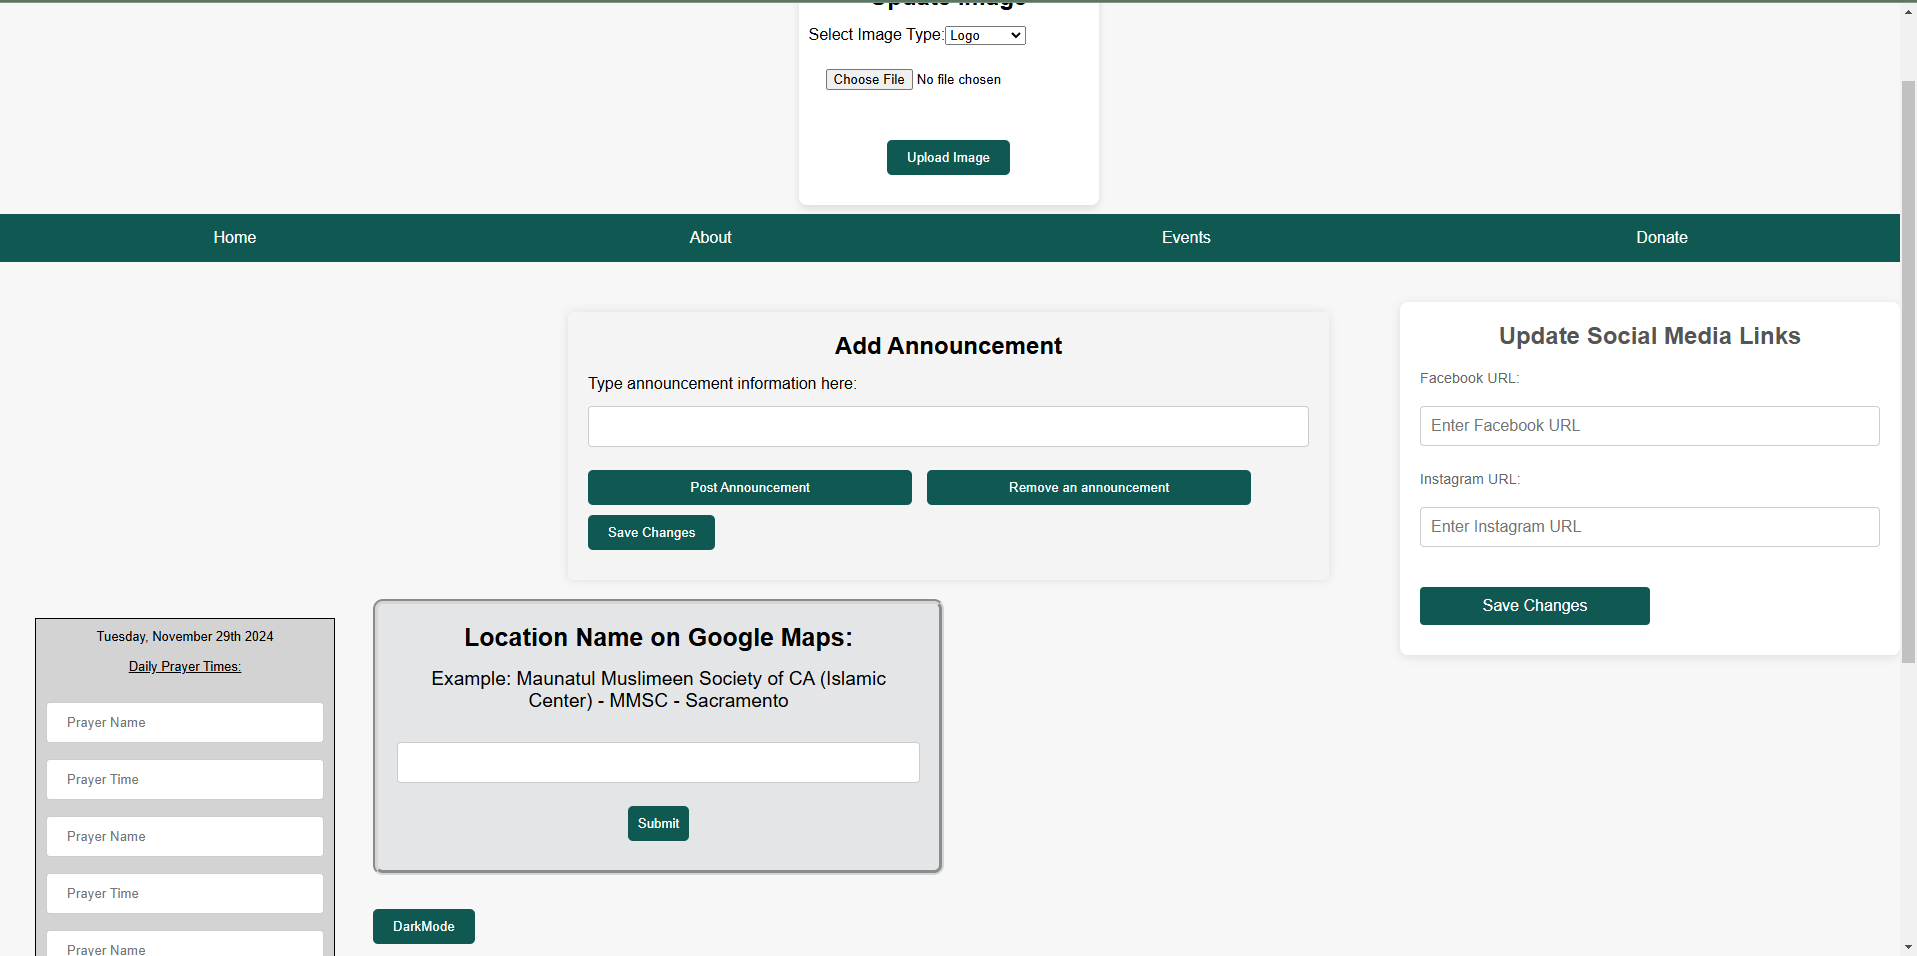 Update Image
Select Image Type: Logo
Choose File No file chosen
Upload Image
Home About Events Donate
Add Announcement
Type announcement information here:
Post Announcement Remove an announcement
Save Changes
Update Social Media Links
Facebook URL:
Enter Facebook URL
Instagram URL:
Enter Instagram URL
Save Changes
Tuesday, November 29th 2024
Daily Prayer Times:
Prayer Name
Prayer Time
Prayer Name
Prayer Time
Prayer Name
Location Name on Google Maps:
Example: Maunatul Muslimeen Society of CA (Islamic
Center) - MMSC - Sacramento
Submit
DarkMode